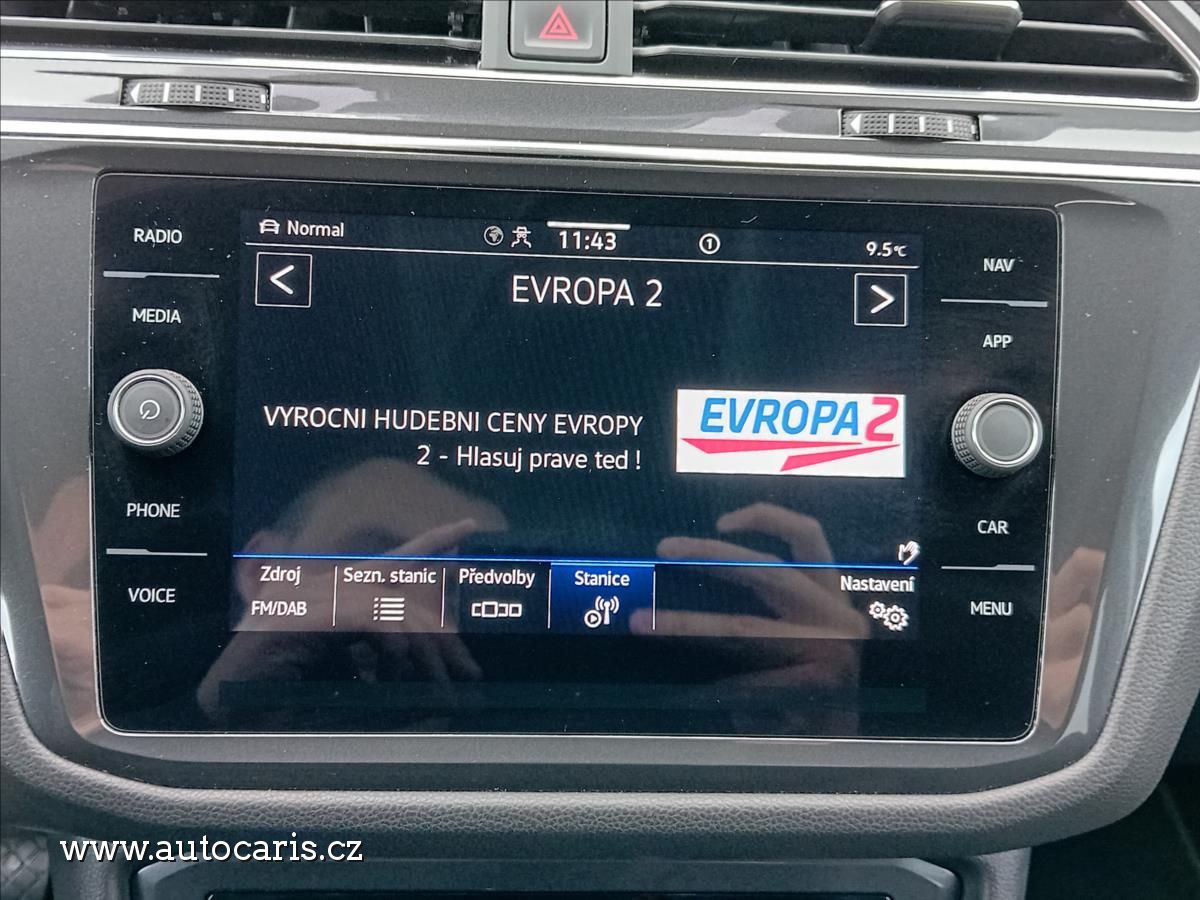 RADIO
MEDIA
PHONE
VOICE
Normal
11:43
1
9.5°C
<
EVROPA 2
>
VYROCNI HUDEBNI CENY EVROPY
2 - Hlasuj prave ted !
EVROPA 2
Zdroj
FM/DAB
Sezn. stanic
Předvolby
Stanice
Nastavení
NAV
APP
CAR
MENU
www.autocaris.cz